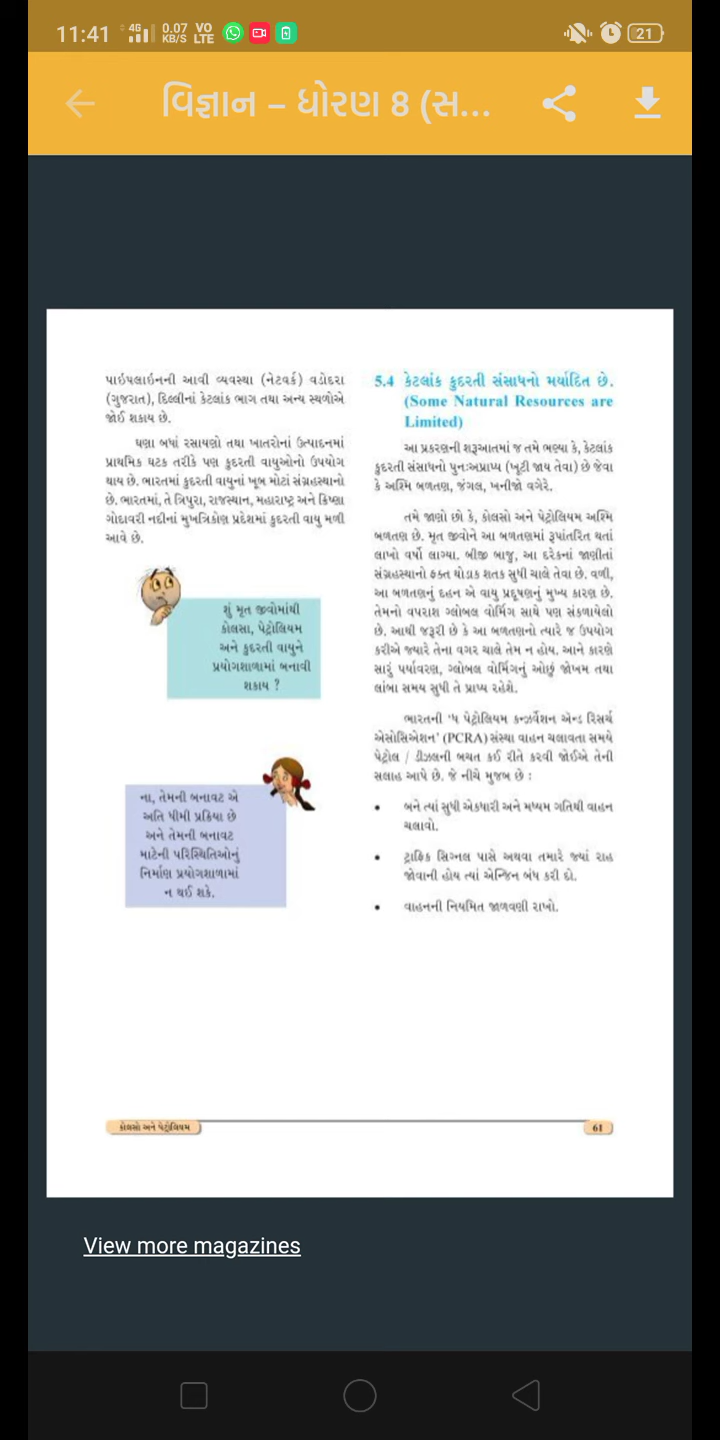 11:41 4G 0.07 KB/S VO LTE 21
વિજ્ઞાન – ધોરણ 8 (સ...
પાઇપલાઇનની આવી વ્યવસ્થા (નેટવર્ક) વડોદરા
(ગુજરાત), દિલ્લીનાં કેટલાંક ભાગ તથા અન્ય સ્થળોએ
જોઈ શકાય છે.
ઘણા બધાં રસાયણો તથા ખાતરોનાં ઉત્પાદનમાં
પ્રાથમિક ઘટક તરીકે પણ કુદરતી વાયુઓનો ઉપયોગ
થાય છે. ભારતમાં કુદરતી વાયુનાં ખૂબ મોટાં સંગ્રહસ્થાનો
છે. ભારતમાં, તે ત્રિપુરા, રાજસ્થાન, મહારાષ્ટ્ર અને ક્રિષ્ણા
ગોદાવરી નદીનાં મુખત્રિકોણ પ્રદેશમાં કુદરતી વાયુ મળી
આવે છે.
શું મૃત જીવોમાંથી
કોલસા, પેટ્રોલિયમ
અને કુદરતી વાયુને
પ્રયોગશાળામાં બનાવી
શકાય ?
ના, તેમની બનાવટ એ
અતિ ધીમી પ્રક્રિયા છે
અને તેમની બનાવટ
માટેની પરિસ્થિતિઓનું
નિર્માણ પ્રયોગશાળામાં
ન થઈ શકે.
5.4 કેટલાંક કુદરતી સંસાધનો મર્યાદિત છે.
(Some Natural Resources are
Limited)
આ પ્રકરણની શરૂઆતમાં જ તમે ભણ્યા કે, કેટલાંક
કુદરતી સંસાધનો પુનઃઅપ્રાપ્ય (ખૂટી જાય તેવા) છે જેવા
કે અશ્મિ બળતણ, જંગલ, ખનીજો વગેરે.
તમે જાણો છો કે, કોલસો અને પેટ્રોલિયમ અશ્મિ
બળતણ છે. મૃત જીવોને આ બળતણમાં રૂપાંતરિત થતાં
લાખો વર્ષો લાગ્યા. બીજી બાજુ, આ દરેકનાં જાણીતાં
સંગ્રહસ્થાનો ફક્ત થોડાક શતક સુધી ચાલે તેવા છે. વળી,
આ બળતણનું દહન એ વાયુ પ્રદૂષણનું મુખ્ય કારણ છે.
તેમનો વપરાશ ગ્લોબલ વોર્મિંગ સાથે પણ સંકળાયેલો
છે. આથી જરૂરી છે કે આ બળતણનો ત્યારે જ ઉપયોગ
કરીએ જ્યારે તેના વગર ચાલે તેમ ન હોય. આને કારણે
સારું પર્યાવરણ, ગ્લોબલ વોર્મિંગનું ઓછું જોખમ તથા
લાંબા સમય સુધી તે પ્રાપ્ય રહેશે.
ભારતની 'ધ પેટ્રોલિયમ કન્ઝર્વેશન એન્ડ રિસર્ચ
એસોસિએશન' (PCRA) સંસ્થા વાહન ચલાવતા સમયે
પેટ્રોલ / ડીઝલની બચત કઈ રીતે કરવી જોઈએ તેની
સલાહ આપે છે. જે નીચે મુજબ છે :
• બને ત્યાં સુધી એકધારી અને મધ્યમ ગતિથી વાહન
ચલાવો.
• ટ્રાફિક સિગ્નલ પાસે અથવા તમારે જ્યાં રાહ
જોવાની હોય ત્યાં એન્જિન બંધ કરી દો.
• વાહનની નિયમિત જાળવણી રાખો.
કોલસો અને પેટ્રોલિયમ 61
View more magazines